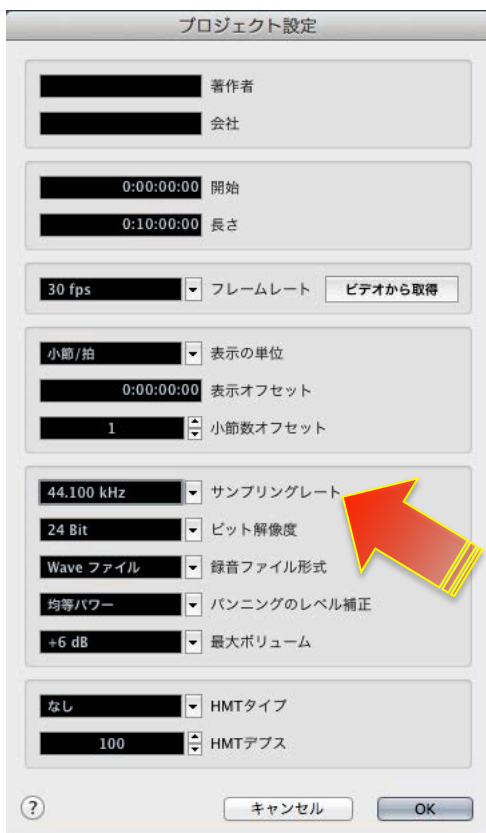 プロジェクト設定
著作者
会社
0:00:00:00 開始
0:10:00:00 長さ
30 fps フレームレート ビデオから取得
小節/拍 表示の単位
0:00:00:00 表示オフセット
1 小節数オフセット
44.100 kHz サンプリングレート
24 Bit ビット解像度
Wave ファイル 録音ファイル形式
均等パワー パンニングのレベル補正
+6 dB 最大ボリューム
なし HMTタイプ
100 HMTデプス
? キャンセル OK